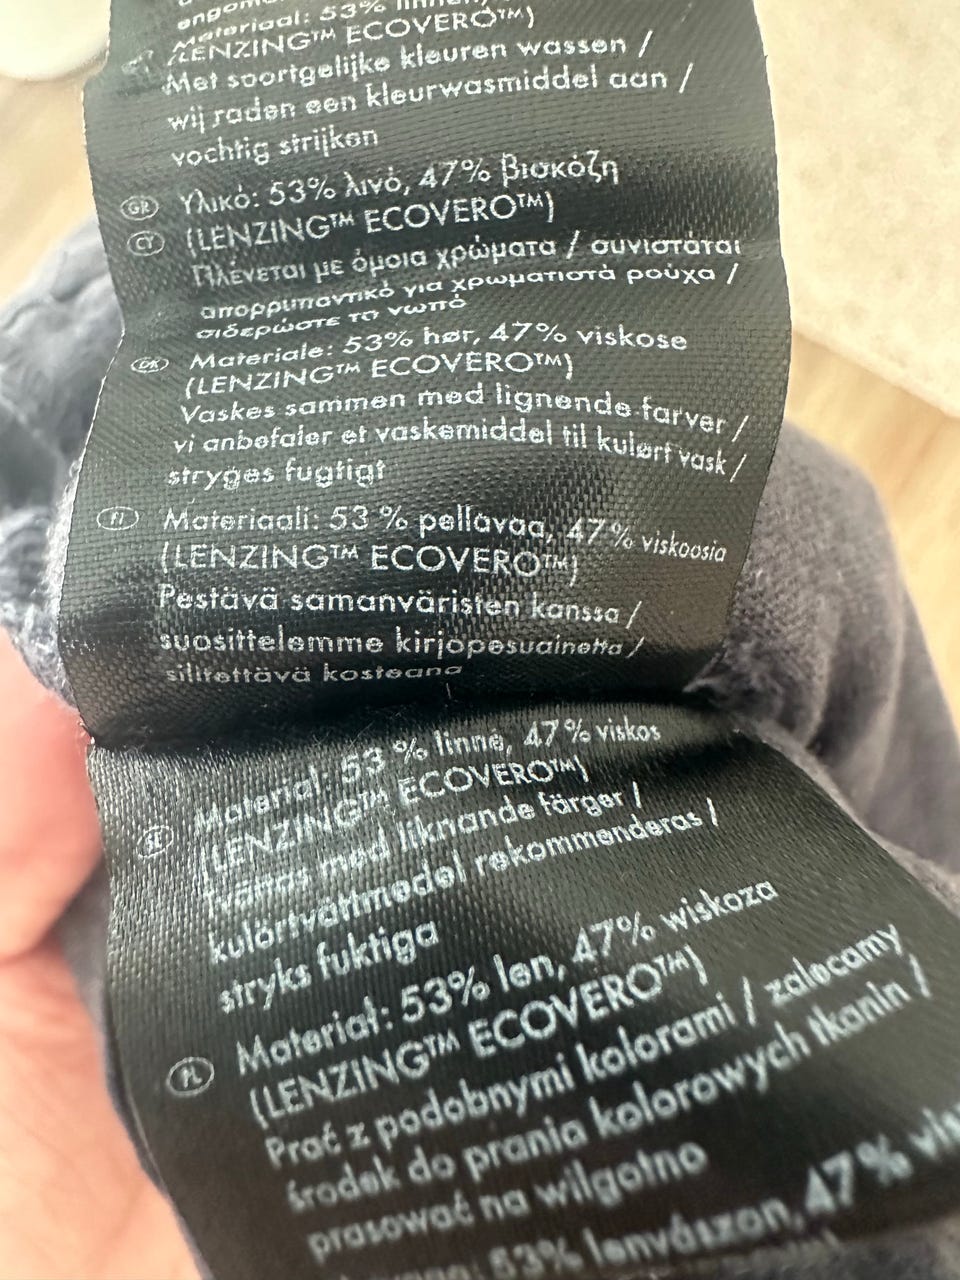 Materiaal: 53% linnen,
(LENZING™ ECOVERO™)
Met soortgelijke kleuren wassen /
wij raden een kleurwasmiddel aan /
vochtig strijken
GR Υλικό: 53% λινό, 47% βισκόζη
CY (LENZING™ ECOVERO™)
Πλένεται με όμοια χρώματα / συνιστάται
απορρυπαντικό για χρωματιστά ρούχα /
σιδερώστε το νωπό
DK Materiale: 53% hør, 47% viskose
(LENZING™ ECOVERO™)
Vaskes sammen med lignende farver /
vi anbefaler et vaskemiddel til kulørt vask /
stryges fugtigt
FI Materiaali: 53 % pellavaa, 47 % viskoosia
(LENZING™ ECOVERO™)
Pestävä samanväristen kanssa /
suosittelemme kirjopesuainetta /
silitettävä kosteana
SE Material: 53 % linne, 47 % viskos
(LENZING™ ECOVERO™)
Tvättas med liknande färger /
kulörtvättmedel rekommenderas /
stryks fuktiga
PL Materiał: 53% len, 47% wiskoza
(LENZING™ ECOVERO™)
Prać z podobnymi kolorami / zalecamy
środek do prania kolorowych tkanin /
prasować na wilgotno
53% lenvászon, 47 %